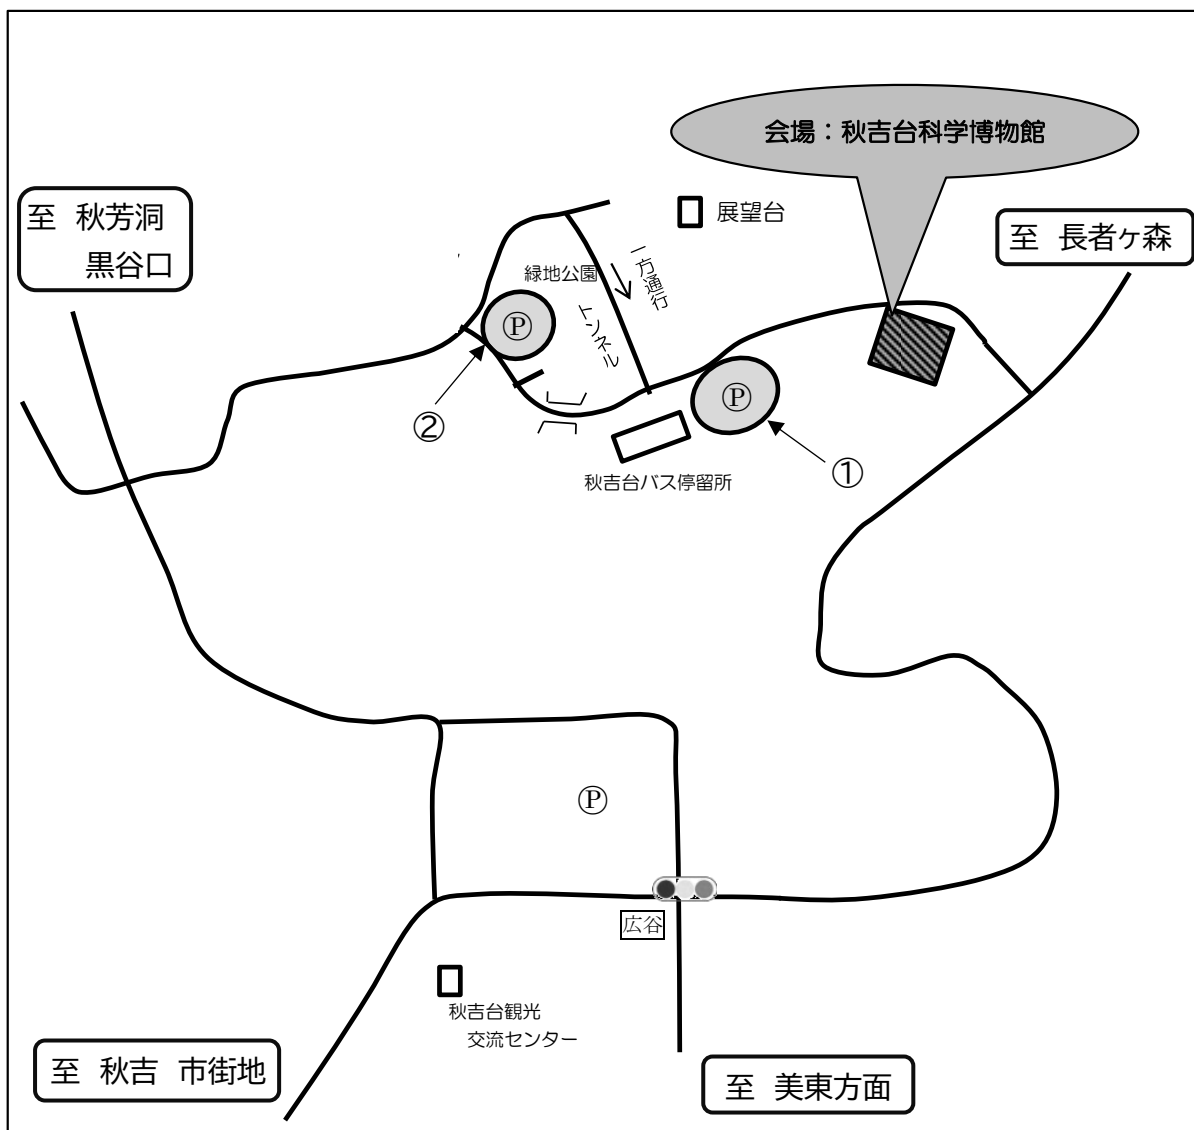 会場：秋吉台科学博物館
至 秋芳洞
黒谷口
展望台
至 長者ヶ森
緑地公園
一方通行
トンネル
Ⓟ
Ⓟ
②
①
秋吉台バス停留所
Ⓟ
広谷
秋吉台観光
交流センター
至 秋吉 市街地
至 美東方面